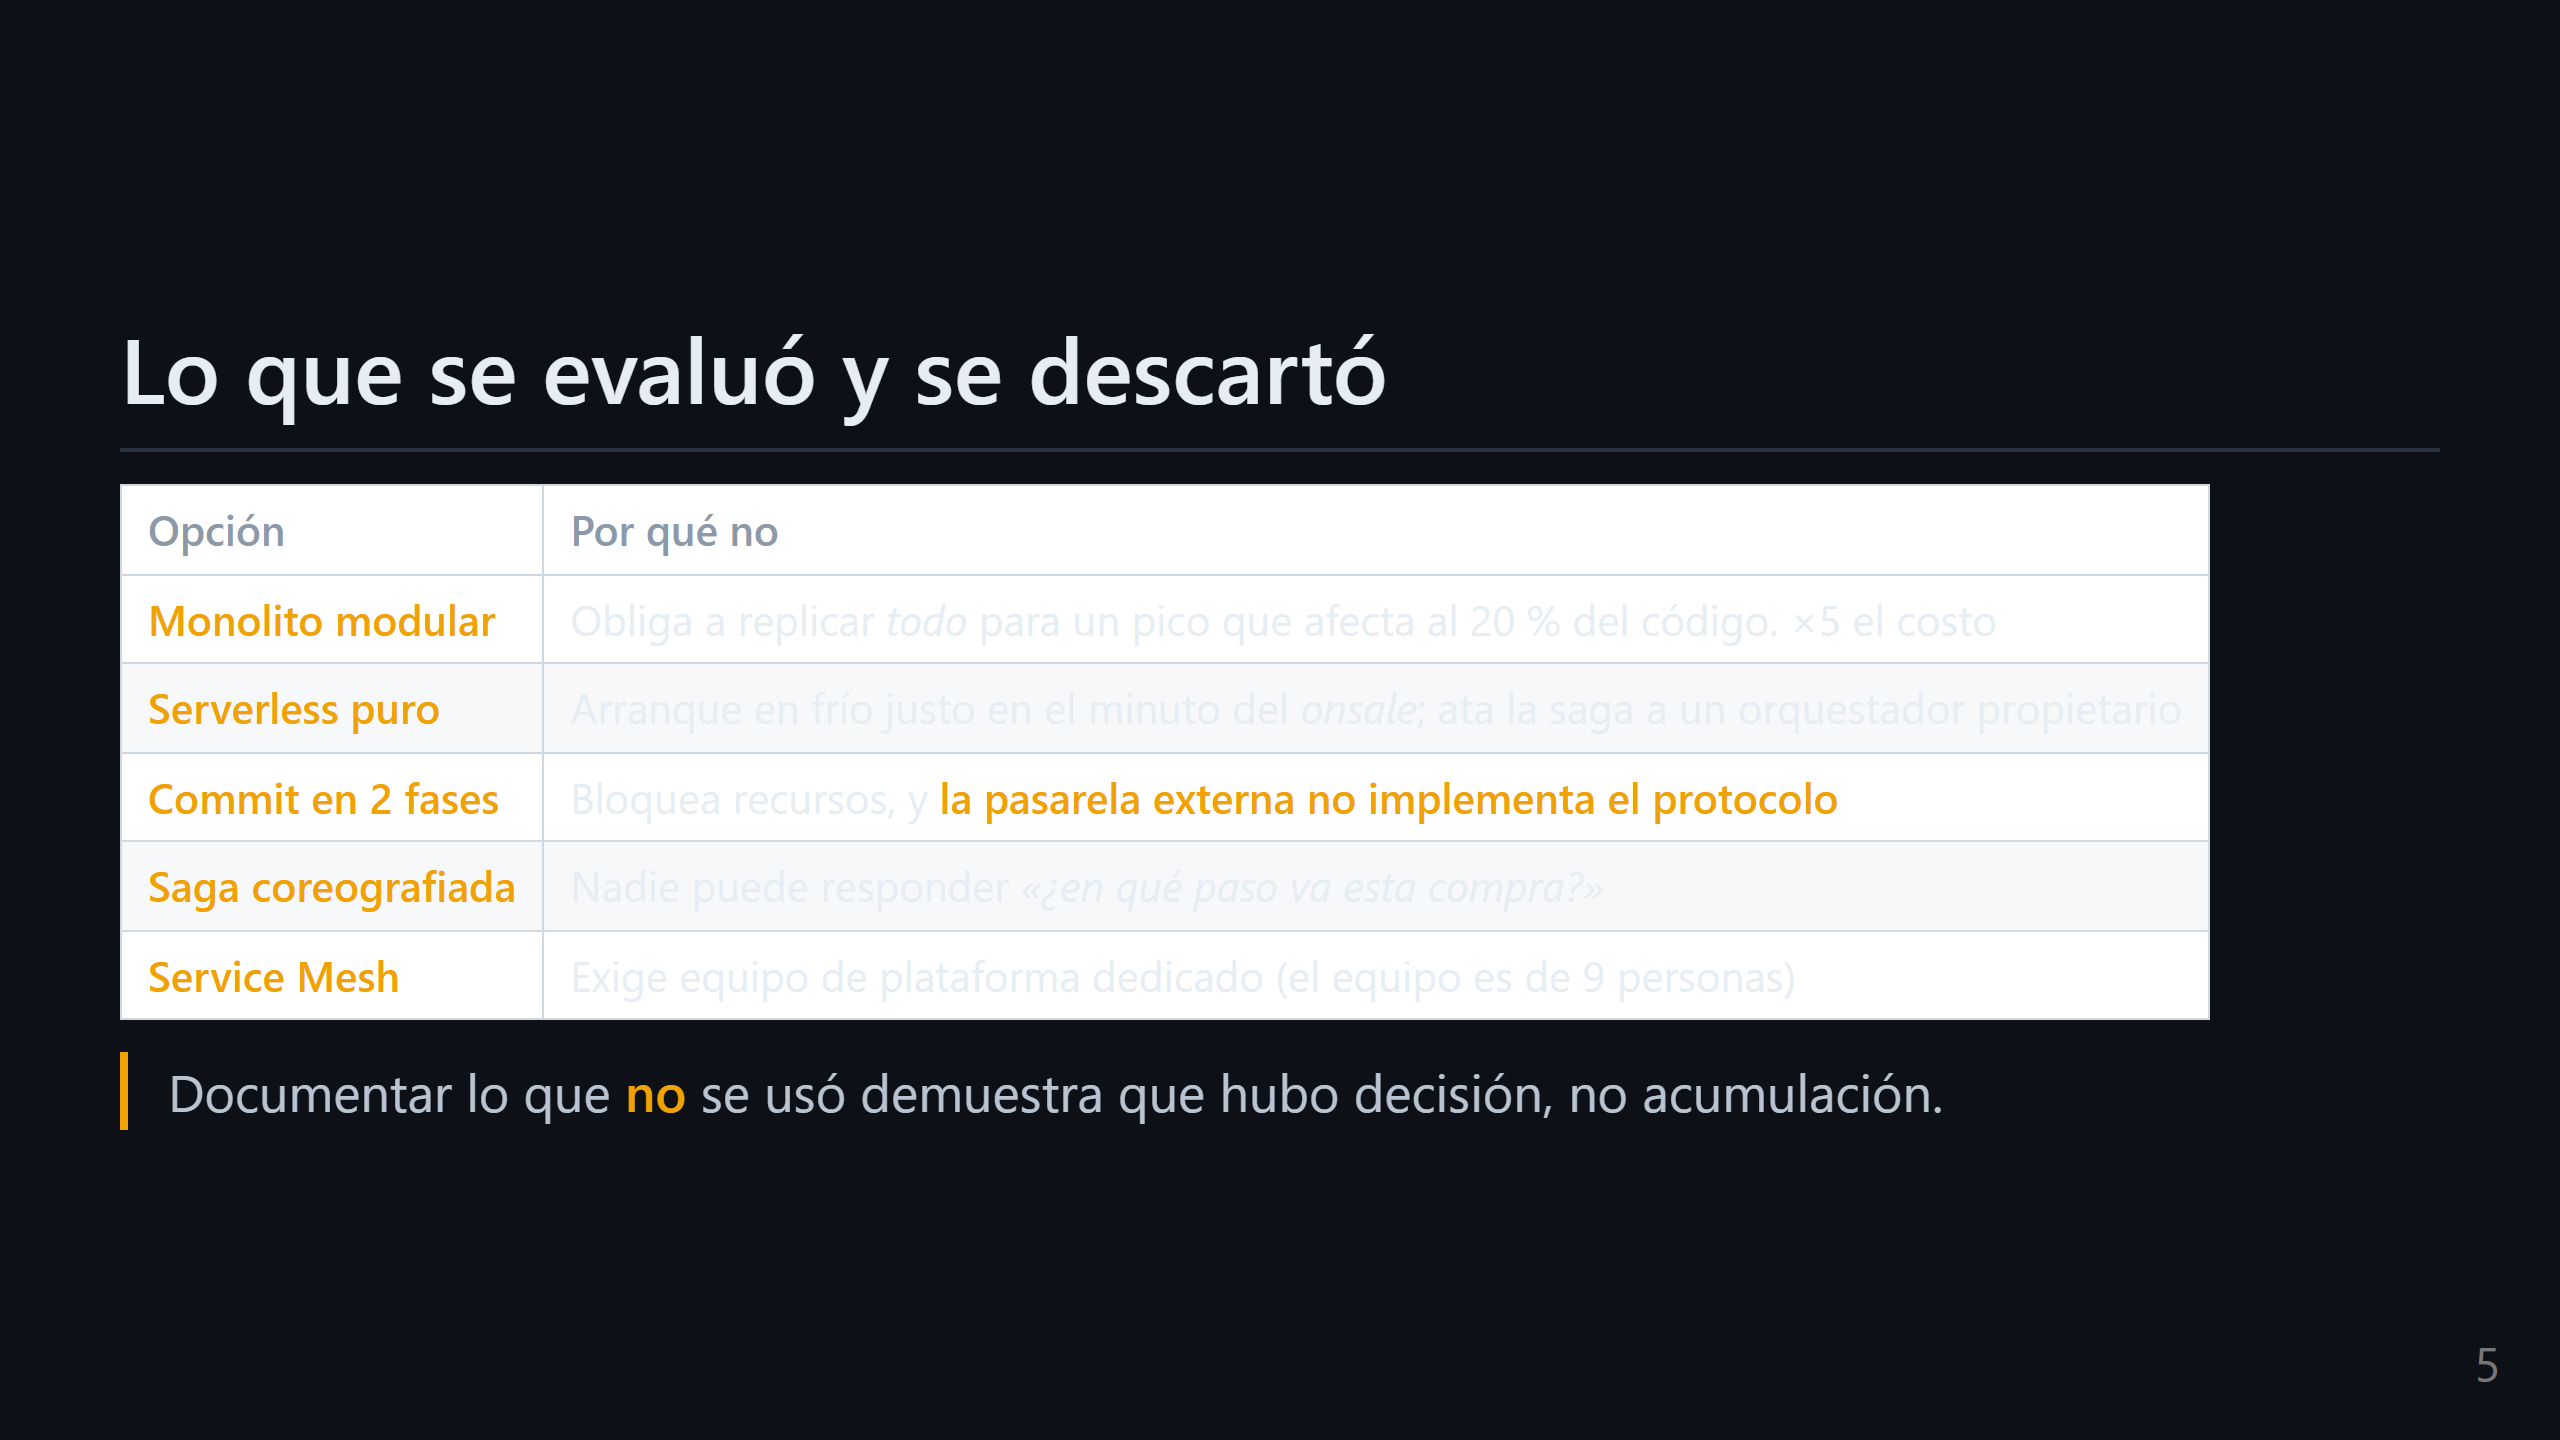 Lo que se evaluó y se descartó
Opción Por qué no
Monolito modular Obliga a replicar todo para un pico que afecta al 20 % del código. ×5 el costo
Serverless puro Arranque en frío justo en el minuto del onsale; ata la saga a un orquestador propietario
Commit en 2 fases Bloquea recursos, y la pasarela externa no implementa el protocolo
Saga coreografiada Nadie puede responder «¿en qué paso va esta compra?»
Service Mesh Exige equipo de plataforma dedicado (el equipo es de 9 personas)
Documentar lo que no se usó demuestra que hubo decisión, no acumulación.
5